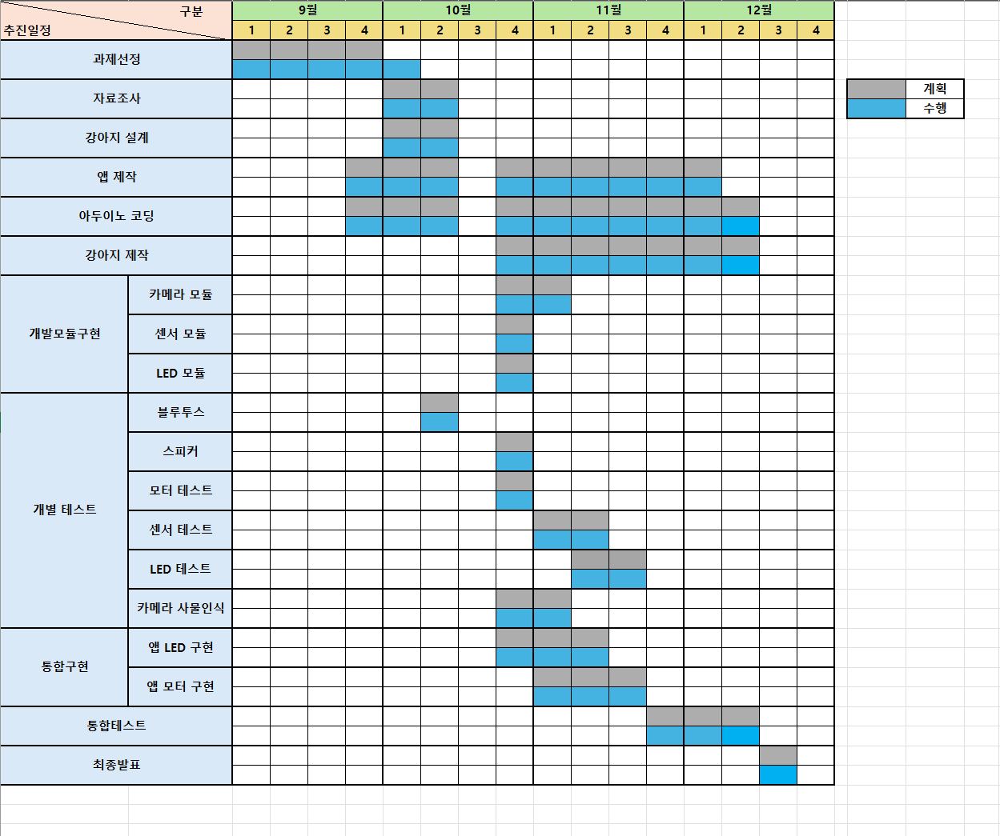 구분
추진일정
9월 10월 11월 12월
1 2 3 4 1 2 3 4 1 2 3 4 1 2 3 4
과제선정
자료조사
강아지 설계
앱 제작
아두이노 코딩
강아지 제작
개발모듈구현
카메라 모듈
센서 모듈
LED 모듈
개별 테스트
블루투스
스피커
모터 테스트
센서 테스트
LED 테스트
카메라 사물인식
통합구현
앱 LED 구현
앱 모터 구현
통합테스트
최종발표
계획
수행